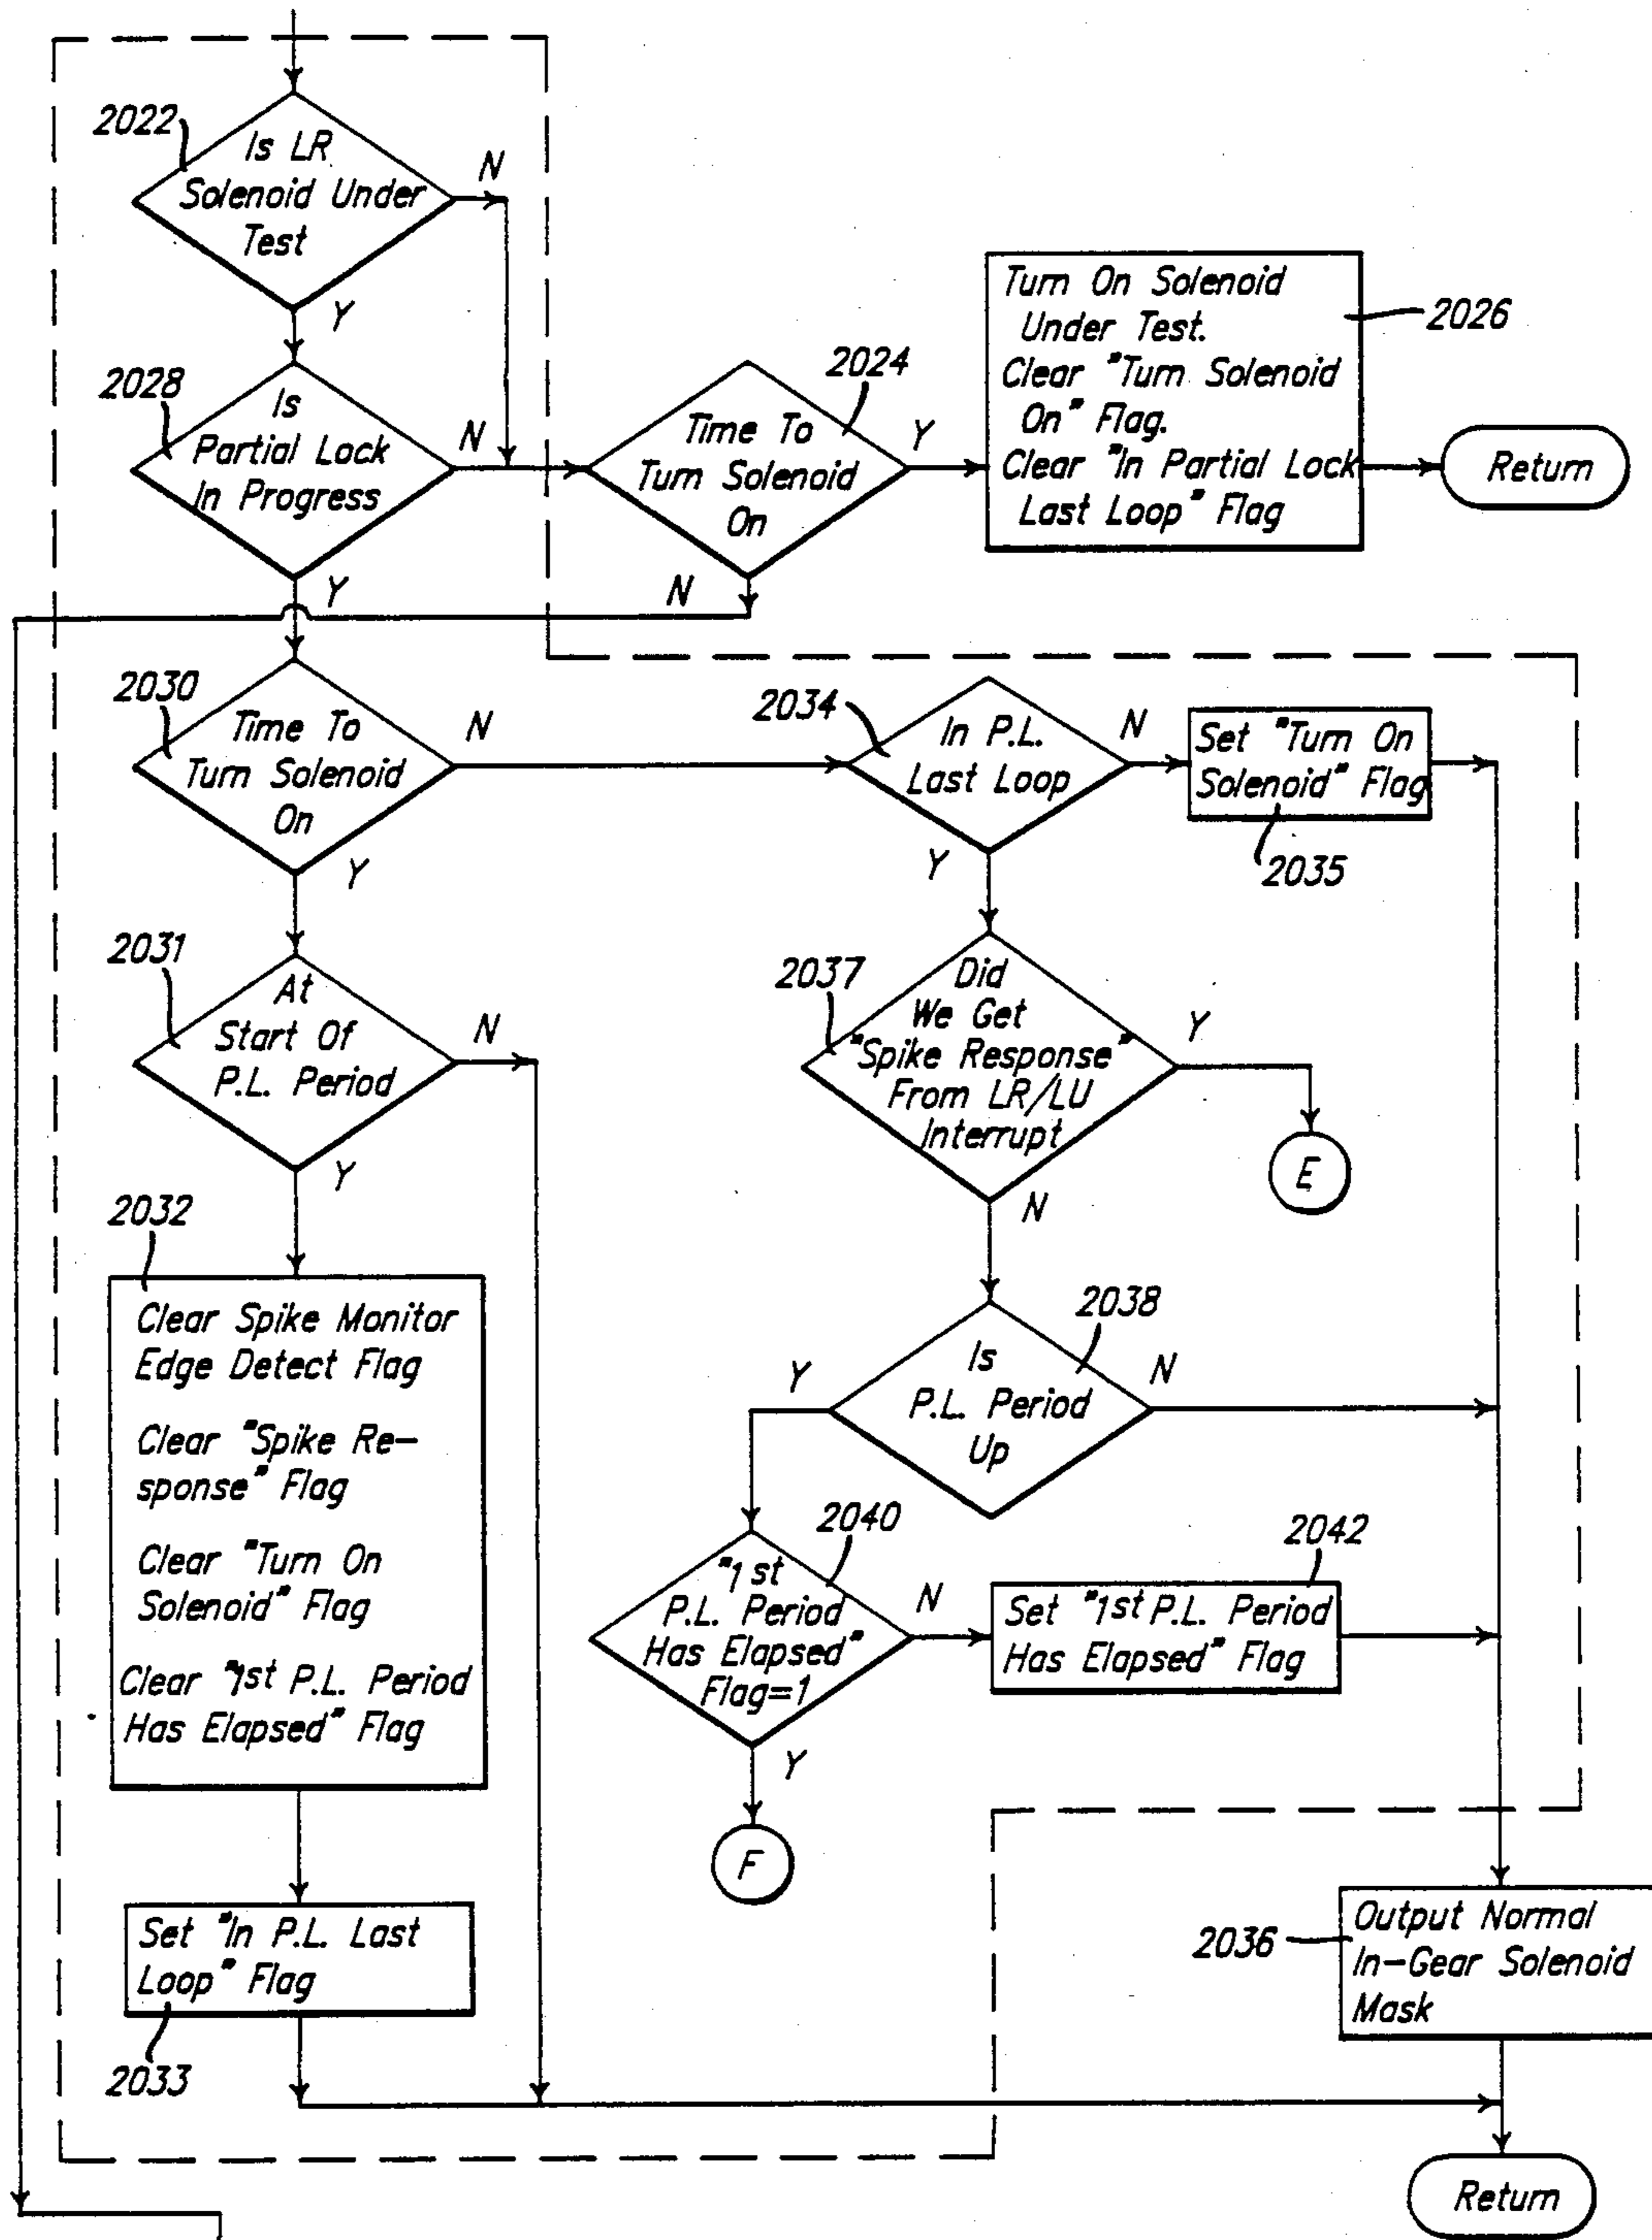 2022
Is LR
Solenoid Under
Test
N
Y
2028
Is
Partial Lock
In Progress
N
Y
2024
Time To
Turn Solenoid
On
Y
N
Turn On Solenoid
Under Test.
Clear "Turn Solenoid
On" Flag.
Clear "In Partial Lock
Last Loop" Flag
2026
Return
2030
Time To
Turn Solenoid
On
N
Y
2034
In P.L.
Last Loop
N
Y
Set "Turn On
Solenoid" Flag
2035
2031
At
Start Of
P.L. Period
N
Y
2037
Did
We Get
"Spike Response"
From LR/LU
Interrupt
Y
N
E
2032
Clear Spike Monitor
Edge Detect Flag
Clear "Spike Re-
sponse" Flag
Clear "Turn On
Solenoid" Flag
Clear "1st P.L. Period
Has Elapsed" Flag
2038
Is
P.L. Period
Up
Y
N
2040
"1st
P.L. Period
Has Elapsed"
Flag=1
N
Y
2042
Set "1st P.L. Period
Has Elapsed" Flag
F
Set "In P.L. Last
Loop" Flag
2033
2036
Output Normal
In-Gear Solenoid
Mask
Return